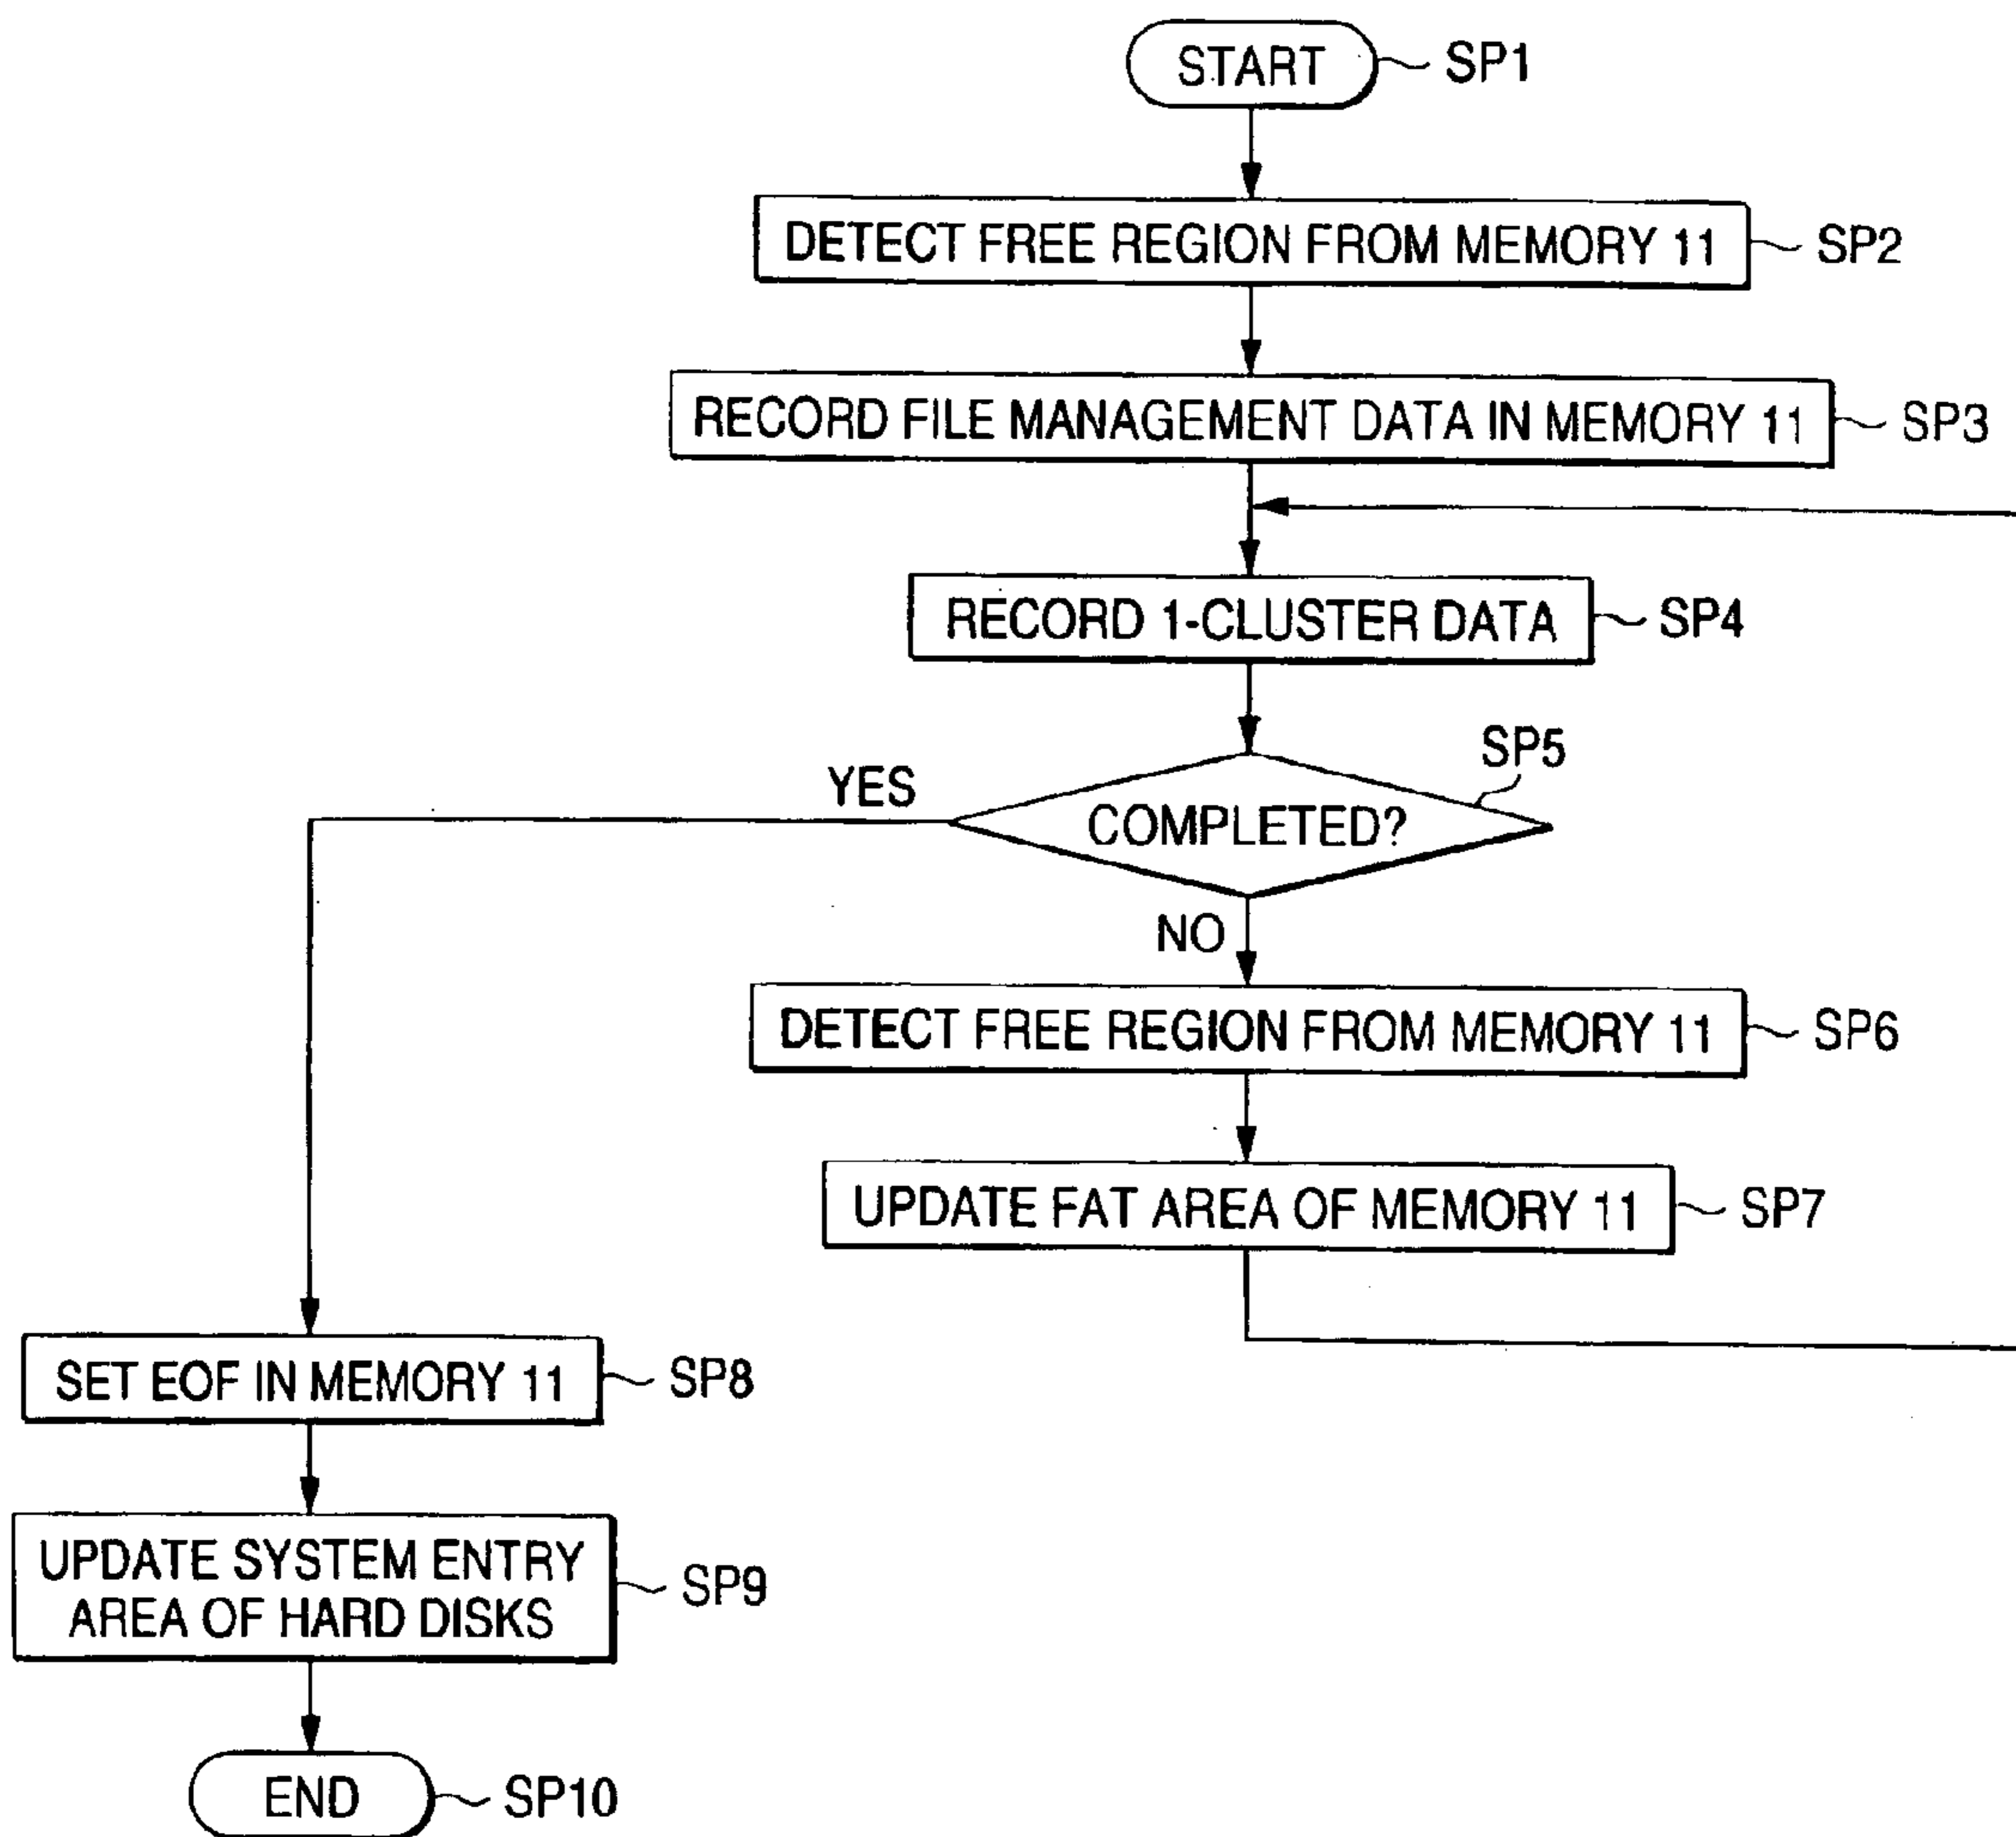 START SP1
DETECT FREE REGION FROM MEMORY 11 SP2
RECORD FILE MANAGEMENT DATA IN MEMORY 11 SP3
RECORD 1-CLUSTER DATA SP4
SP5
YES
COMPLETED?
NO
DETECT FREE REGION FROM MEMORY 11 SP6
UPDATE FAT AREA OF MEMORY 11 SP7
SET EOF IN MEMORY 11 SP8
UPDATE SYSTEM ENTRY
AREA OF HARD DISKS SP9
END SP10